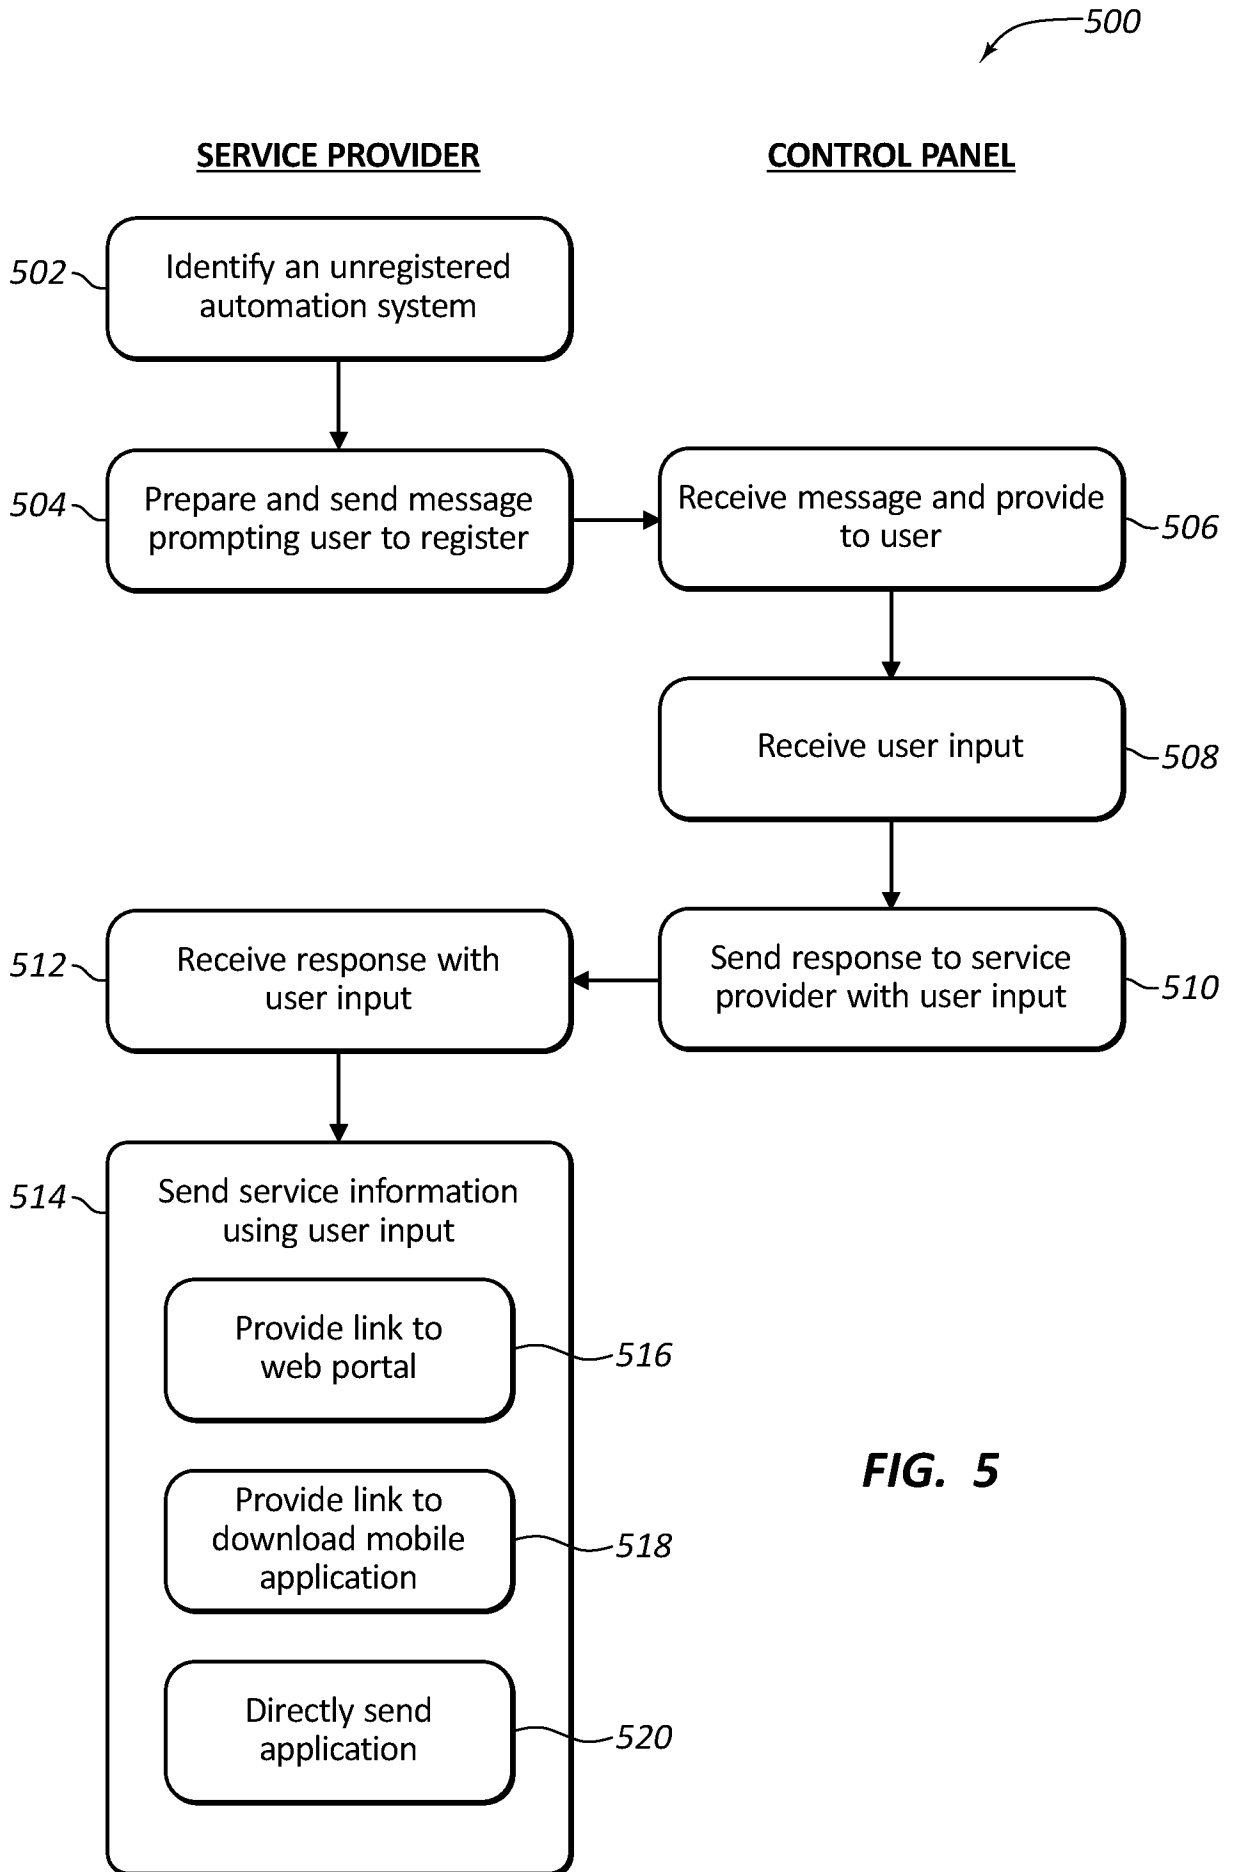 500
SERVICE PROVIDER
CONTROL PANEL
502
Identify an unregistered
automation system
504
Prepare and send message
prompting user to register
Receive message and provide
to user
506
Receive user input
508
512
Receive response with
user input
Send response to service
provider with user input
510
514
Send service information
using user input
Provide link to
web portal
516
Provide link to
download mobile
application
518
Directly send
application
520
FIG. 5